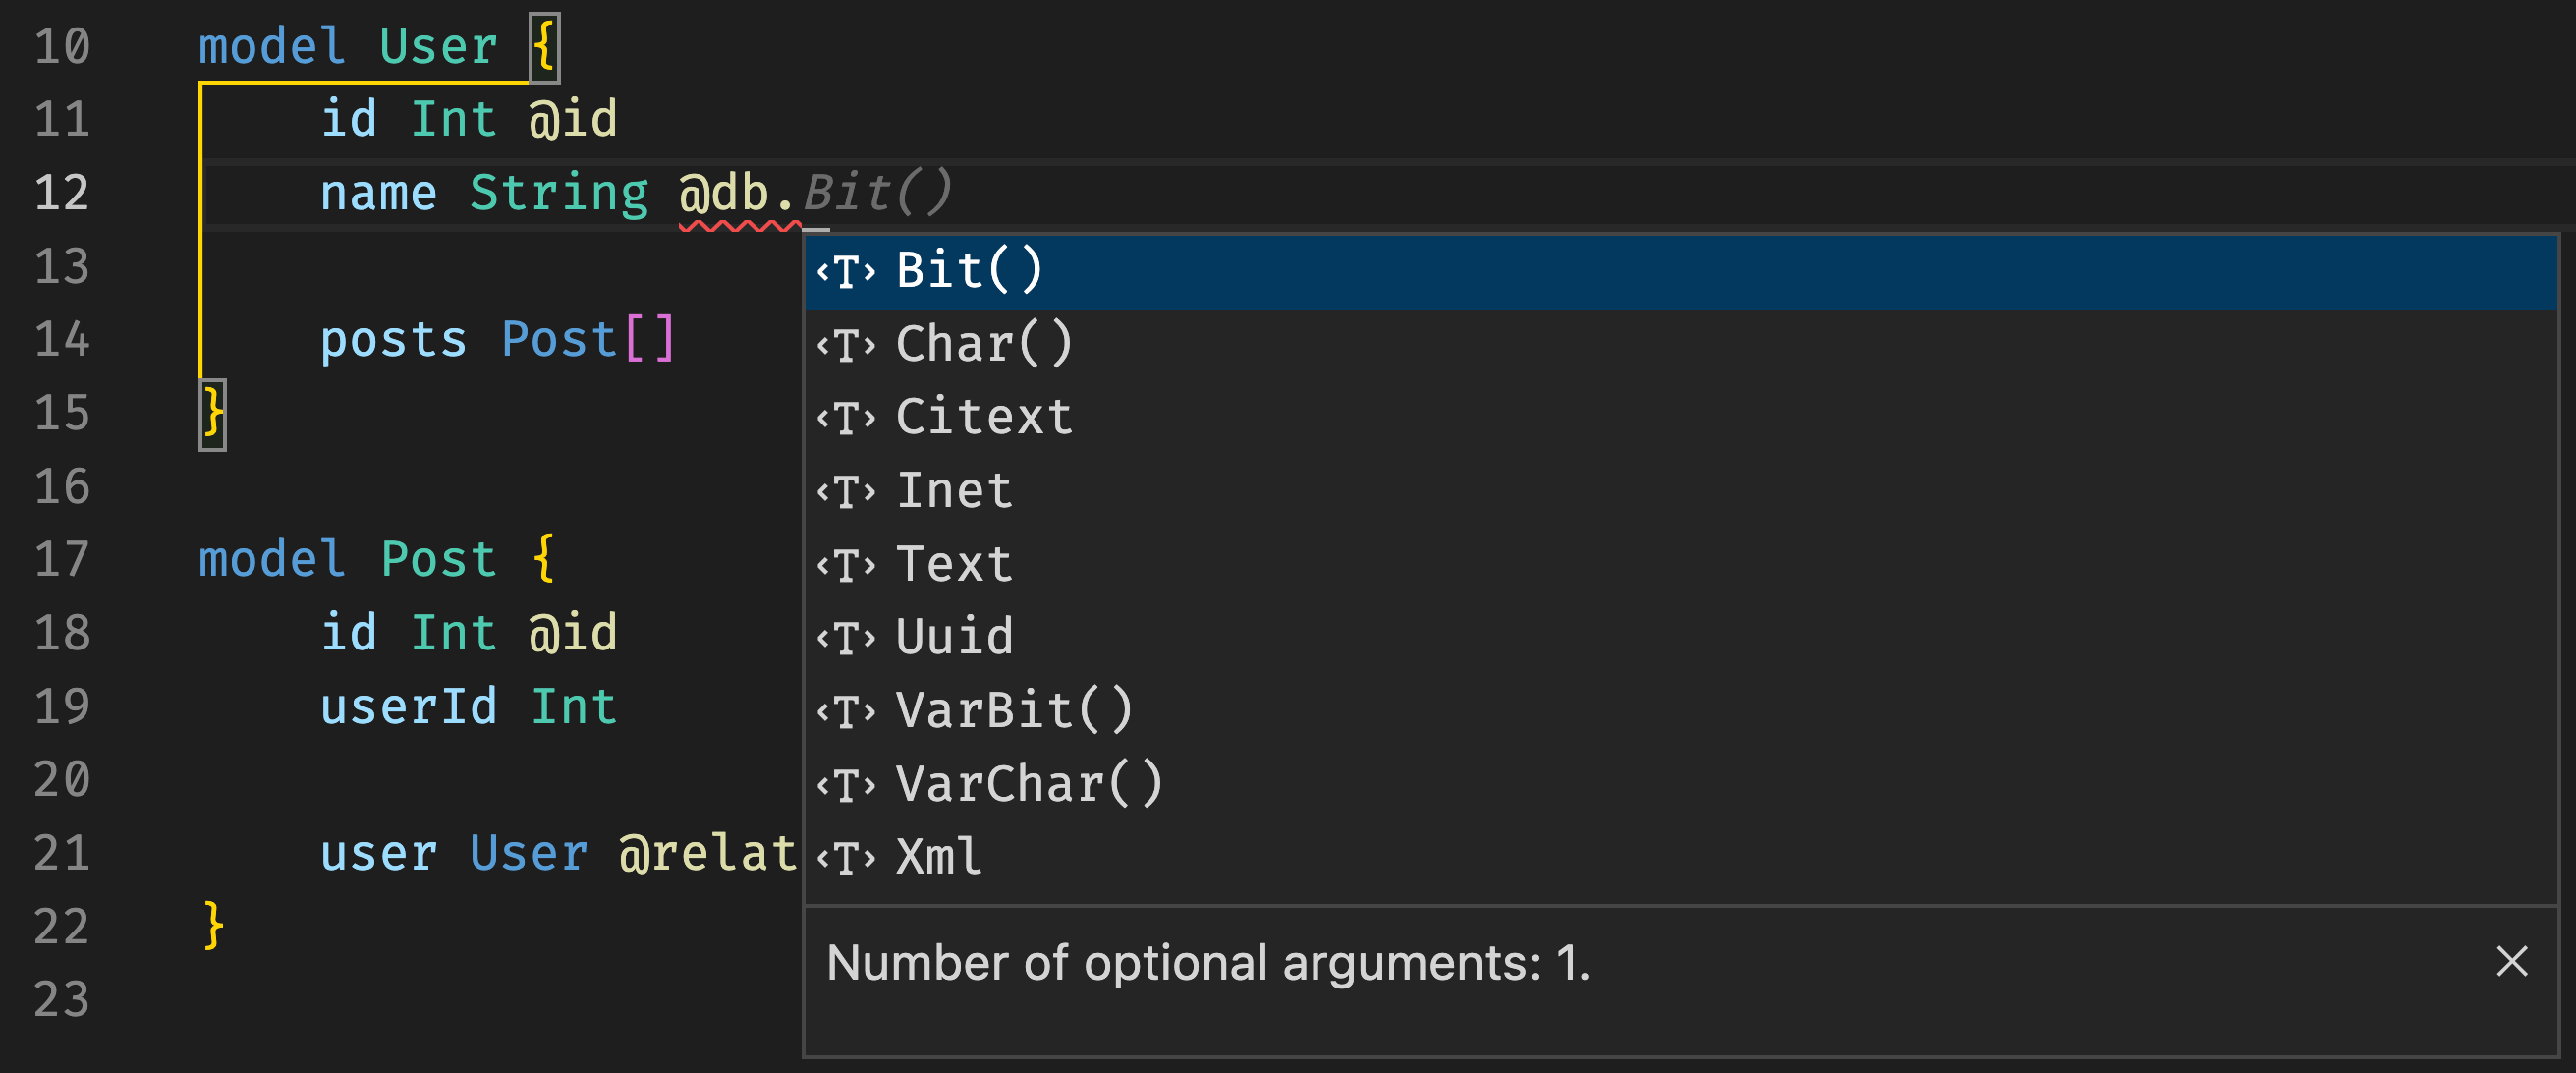 10 model User {
11 id Int @id
12 name String @db.Bit()
13
14 posts Post[]
15 }
16
17 model Post {
18 id Int @id
19 userId Int
20
21 user User @relat
22 }
23
<T> Bit()
<T> Char()
<T> Citext
<T> Inet
<T> Text
<T> Uuid
<T> VarBit()
<T> VarChar()
<T> Xml
Number of optional arguments: 1.